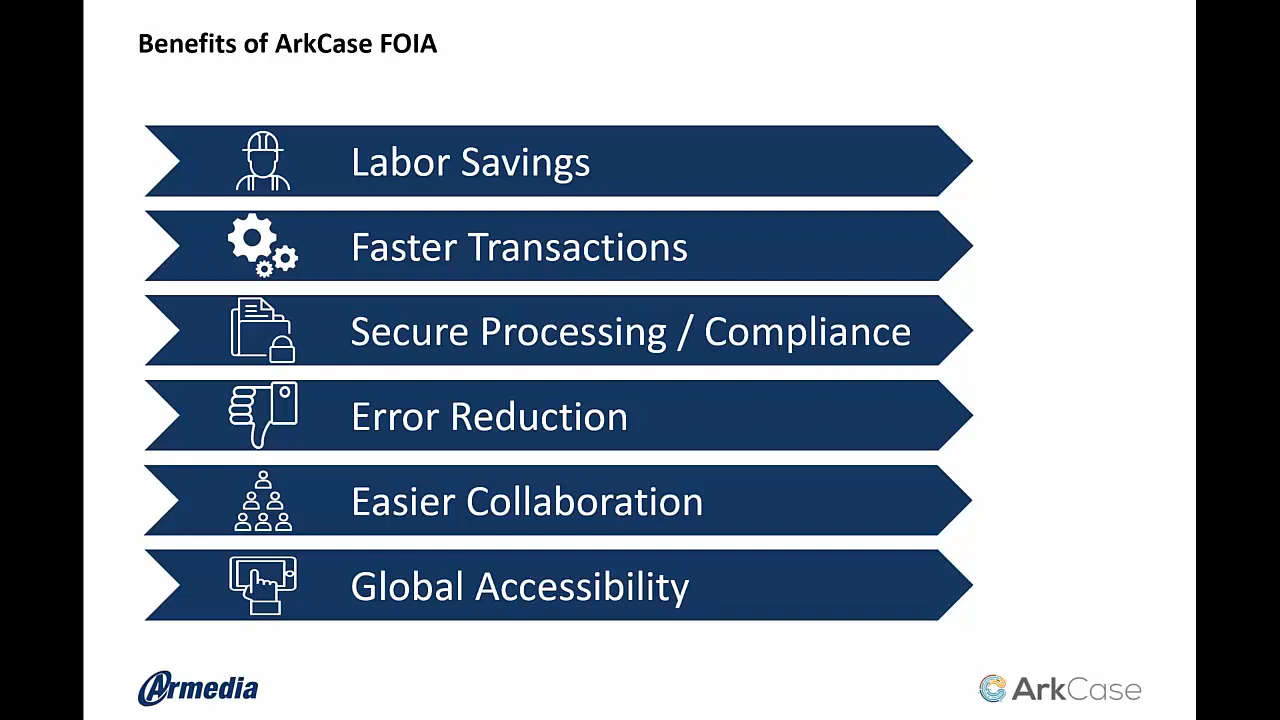 Benefits of ArkCase FOIA
Labor Savings
Faster Transactions
Secure Processing / Compliance
Error Reduction
Easier Collaboration
Global Accessibility
Armedia
ArkCase